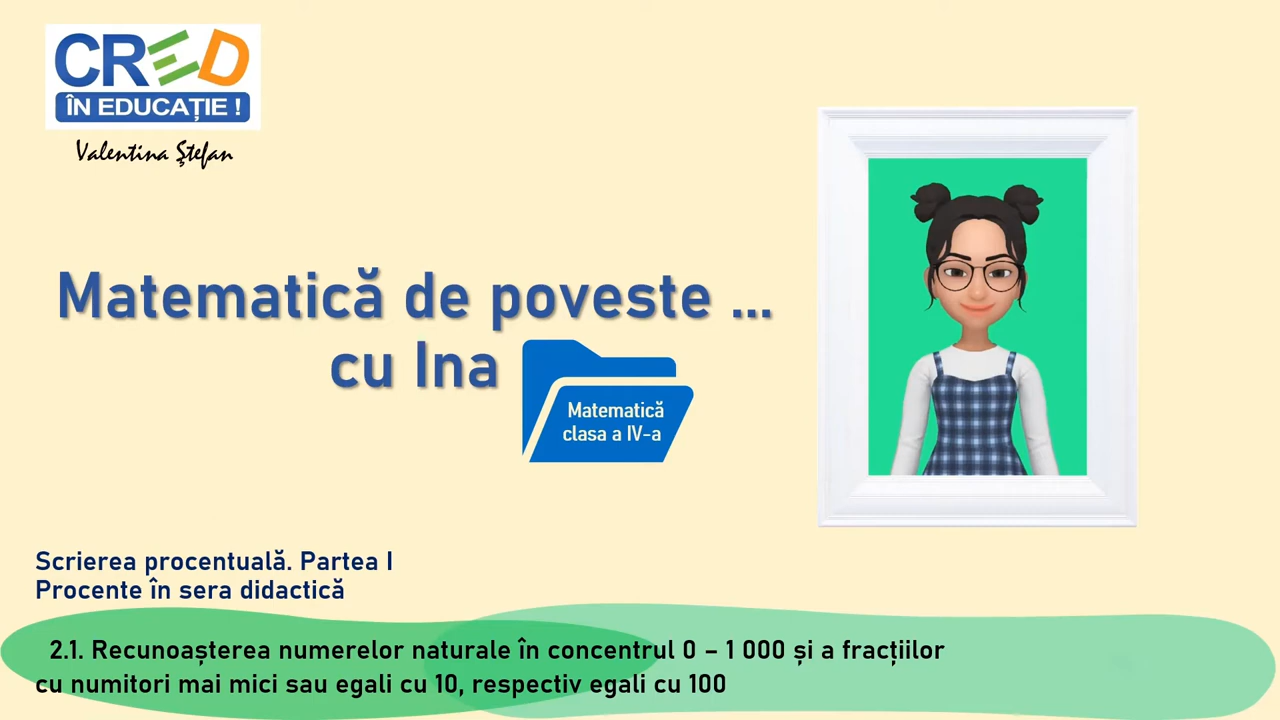 CRED
ÎN EDUCAȚIE !
Valentina Ştefan
Matematică de poveste ...
cu Ina
Matematică
clasa a IV-a
Scrierea procentuală. Partea I
Procente în sera didactică
2.1. Recunoașterea numerelor naturale în concentrul 0 – 1 000 și a fracțiilor
cu numitori mai mici sau egali cu 10, respectiv egali cu 100